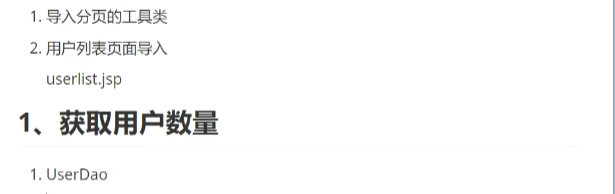 1. 导入分页的工具类
2. 用户列表页面导入
userlist.jsp
1、获取用户数量
1. UserDao